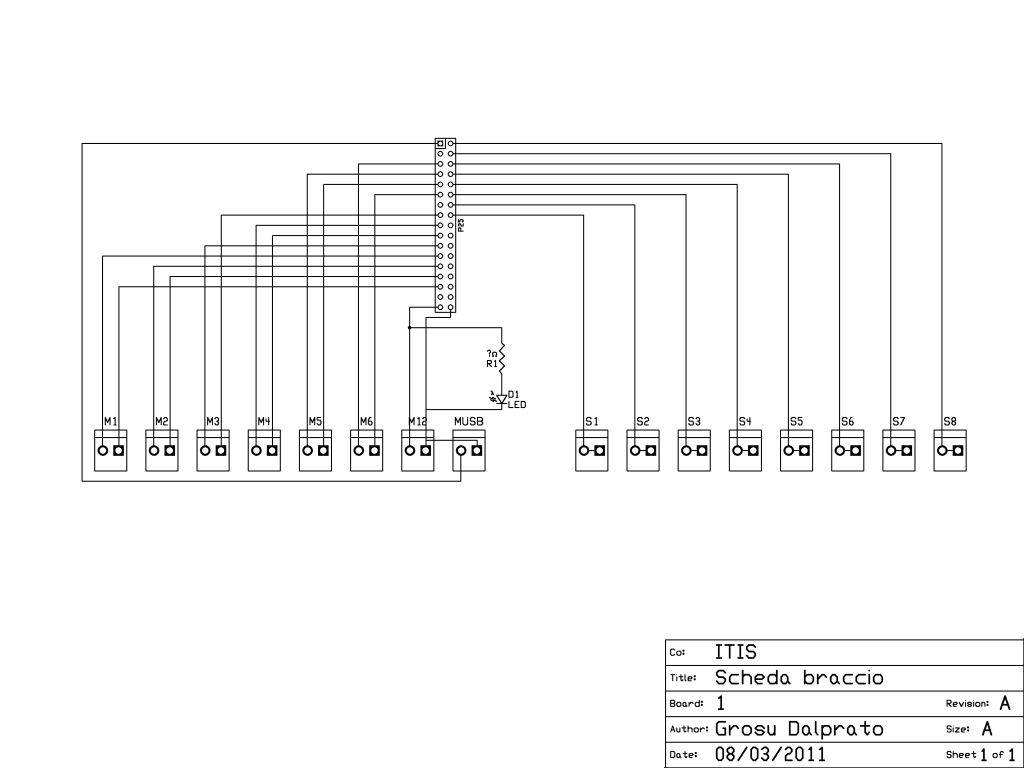 P25
?Ω
R1
D1
LED
M1 M2 M3 M4 M5 M6 M12 MUSB S1 S2 S3 S4 S5 S6 S7 S8
Co: ITIS
Title: Scheda braccio
Board: 1 Revision: A
Author: Grosu Dalprato Size: A
Date: 08/03/2011 Sheet 1 of 1